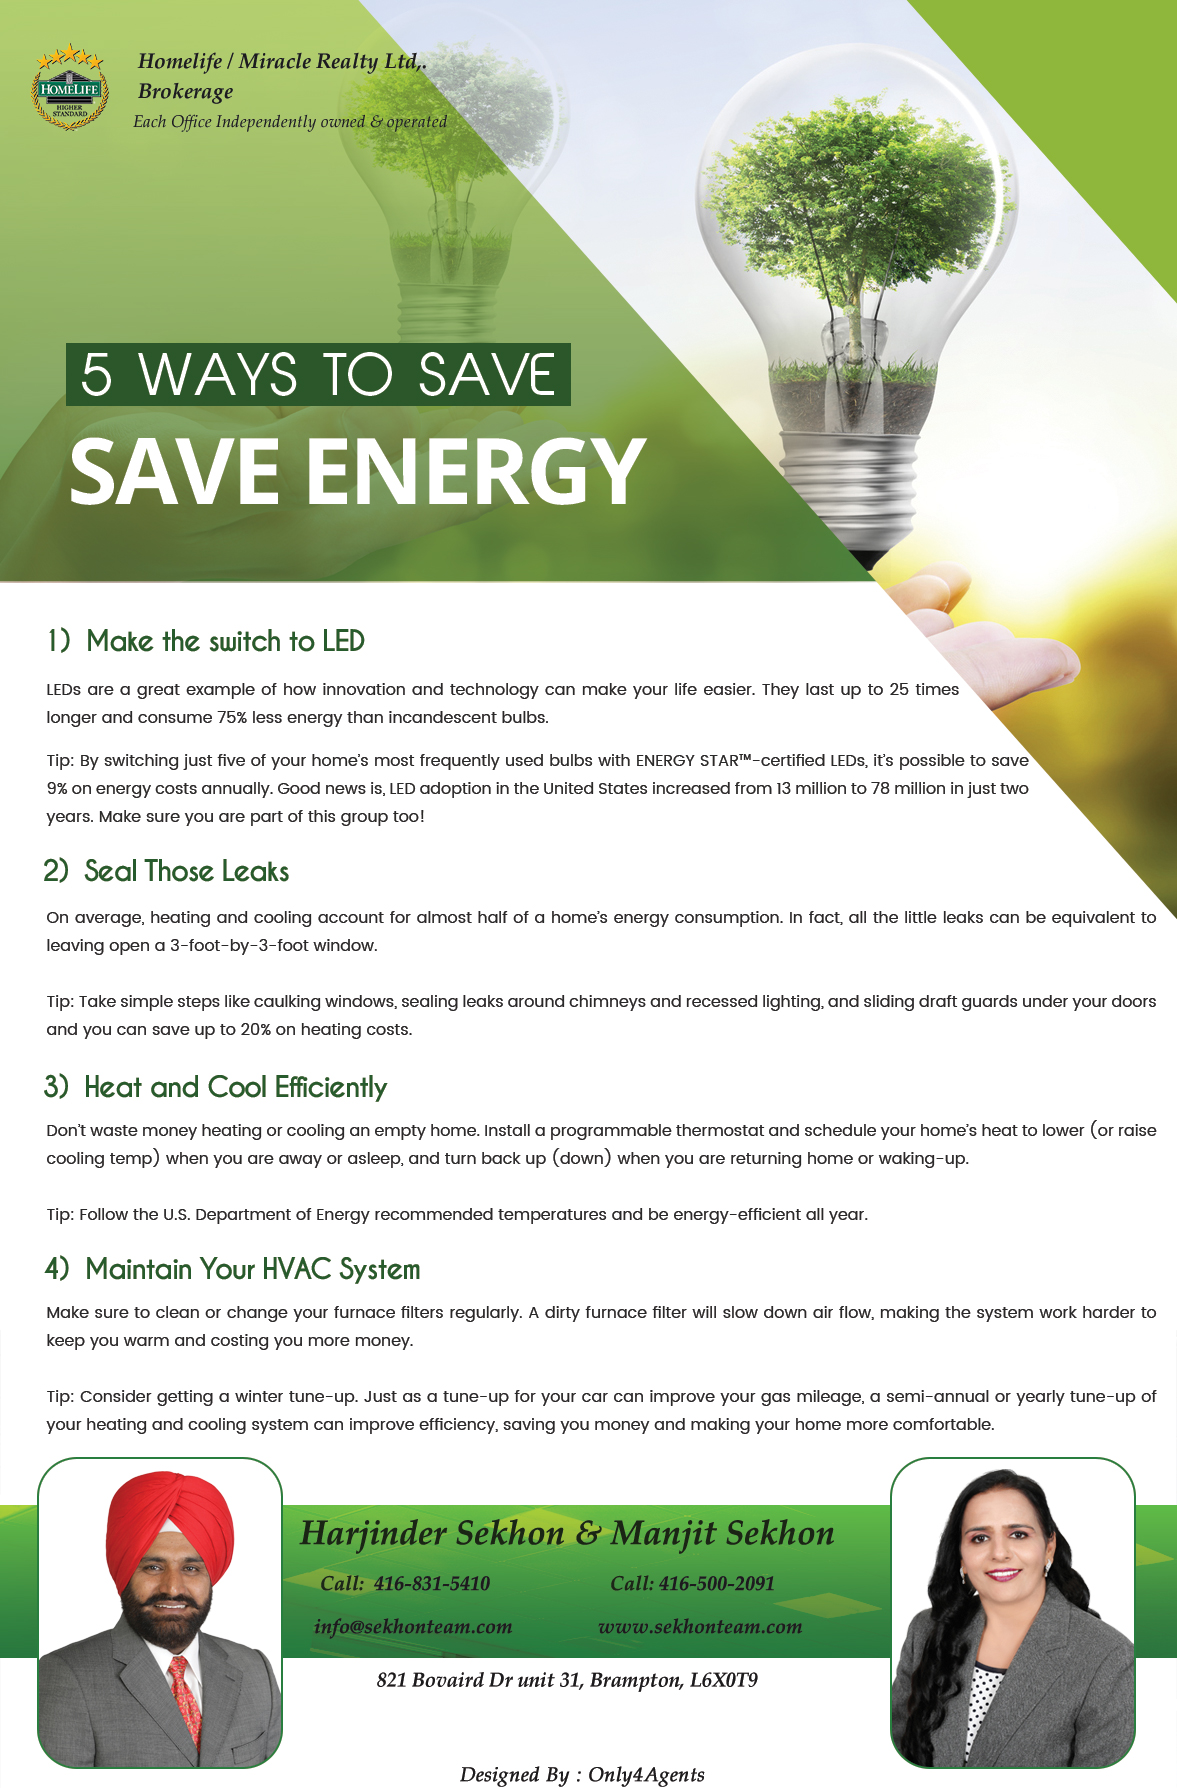 HOMELIFE
HIGHER
STANDARD
Homelife / Miracle Realty Ltd,.
Brokerage
Each Office Independently owned & operated
5 WAYS TO SAVE
SAVE ENERGY
1) Make the switch to LED
LEDs are a great example of how innovation and technology can make your life easier. They last up to 25 times
longer and consume 75% less energy than incandescent bulbs.
Tip: By switching just five of your home's most frequently used bulbs with ENERGY STAR™-certified LEDs, it's possible to save
9% on energy costs annually. Good news is, LED adoption in the United States increased from 13 million to 78 million in just two
years. Make sure you are part of this group too!
2) Seal Those Leaks
On average, heating and cooling account for almost half of a home's energy consumption. In fact, all the little leaks can be equivalent to
leaving open a 3-foot-by-3-foot window.
Tip: Take simple steps like caulking windows, sealing leaks around chimneys and recessed lighting, and sliding draft guards under your doors
and you can save up to 20% on heating costs.
3) Heat and Cool Efficiently
Don't waste money heating or cooling an empty home. Install a programmable thermostat and schedule your home's heat to lower (or raise
cooling temp) when you are away or asleep, and turn back up (down) when you are returning home or waking-up.
Tip: Follow the U.S. Department of Energy recommended temperatures and be energy-efficient all year.
4) Maintain Your HVAC System
Make sure to clean or change your furnace filters regularly. A dirty furnace filter will slow down air flow, making the system work harder to
keep you warm and costing you more money.
Tip: Consider getting a winter tune-up. Just as a tune-up for your car can improve your gas mileage, a semi-annual or yearly tune-up of
your heating and cooling system can improve efficiency, saving you money and making your home more comfortable.
Harjinder Sekhon & Manjit Sekhon
Call: 416-831-5410
Call: 416-500-2091
info@sekhonteam.com
www.sekhonteam.com
821 Bovaird Dr unit 31, Brampton, L6X0T9
Designed By : Only4Agents